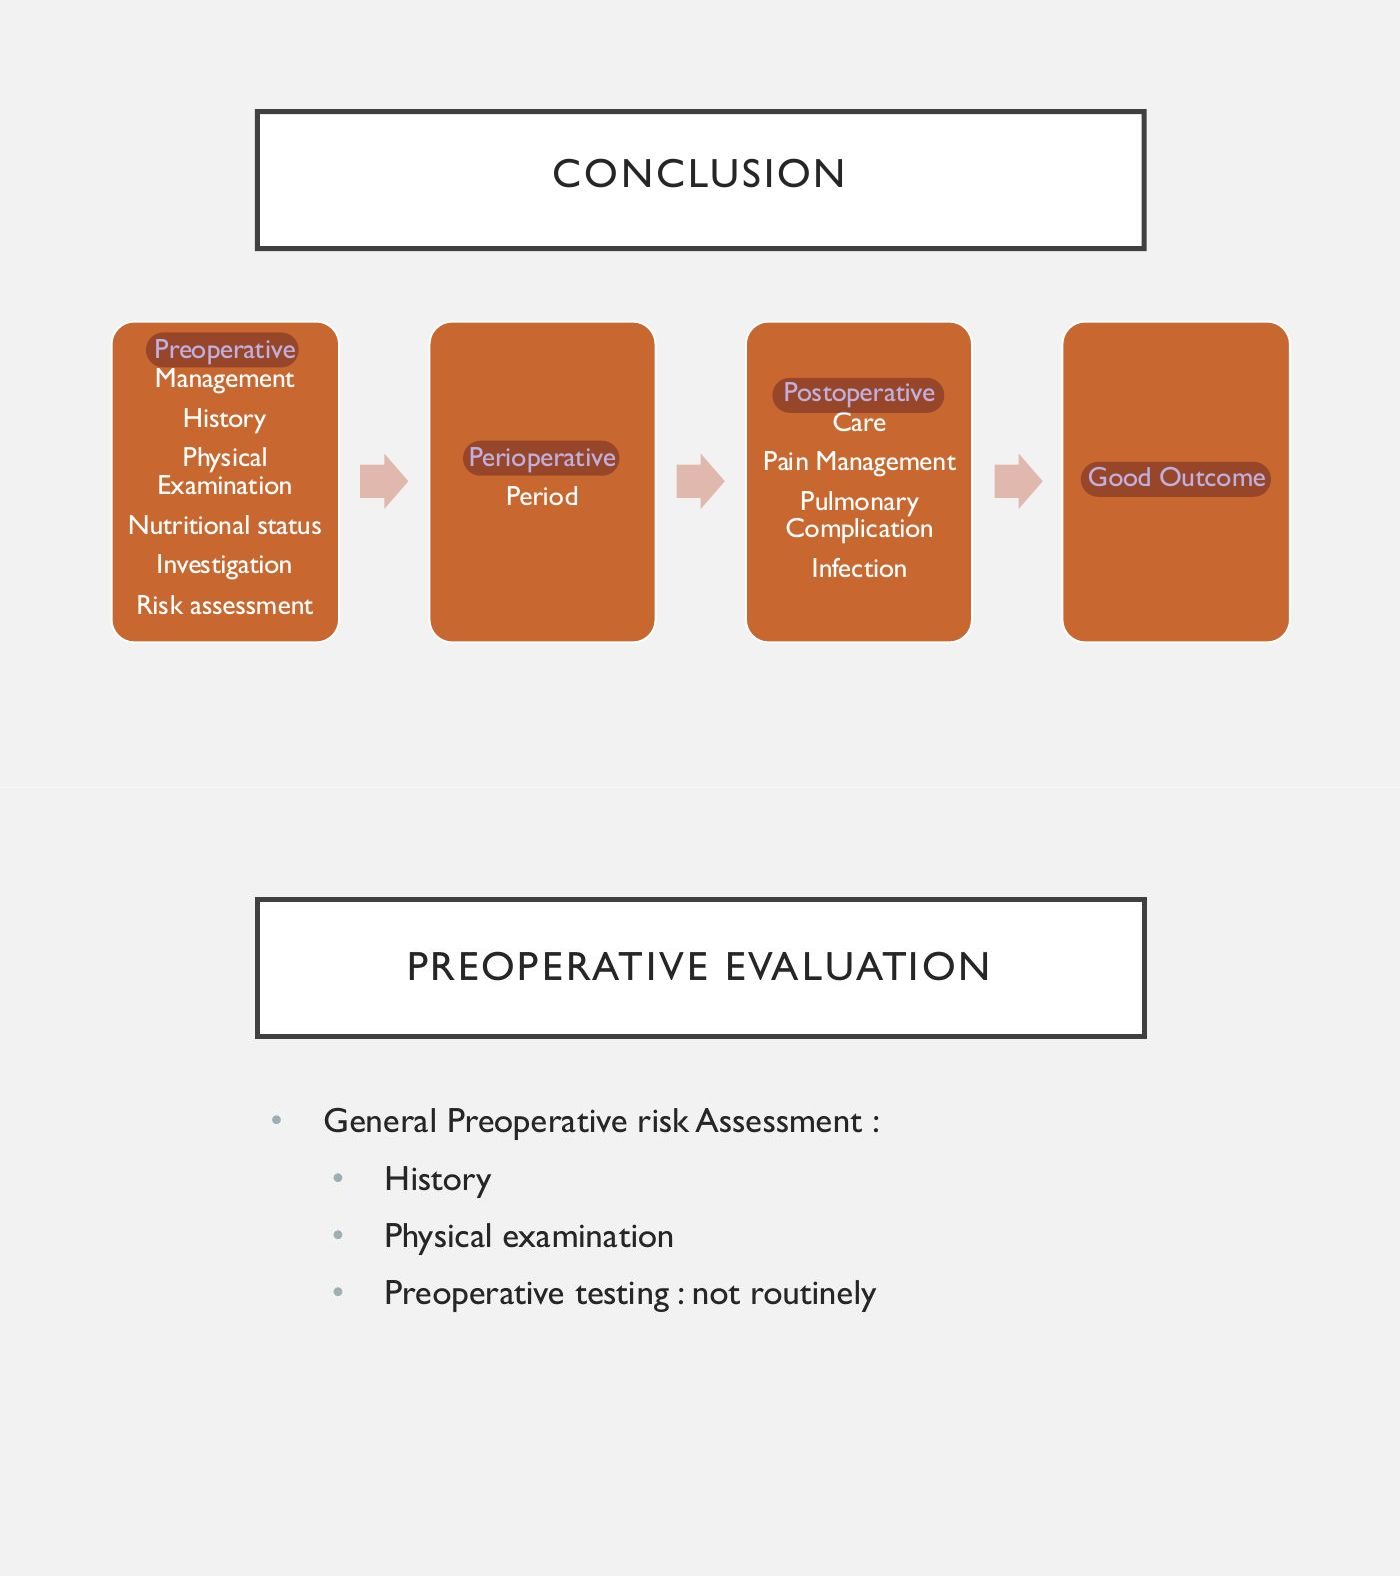 CONCLUSION
Preoperative
Management
History
Physical
Examination
Nutritional status
Investigation
Risk assessment
Perioperative
Period
Postoperative
Care
Pain Management
Pulmonary
Complication
Infection
Good Outcome
PREOPERATIVE EVALUATION
• General Preoperative risk Assessment :
• History
• Physical examination
• Preoperative testing : not routinely